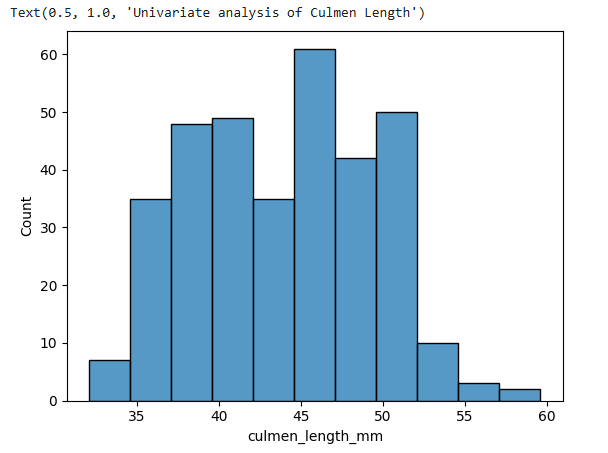 Text(0.5, 1.0, 'Univariate analysis of Culmen Length')
60
50
40
30
20
10
0
Count
35 40 45 50 55 60
culmen_length_mm